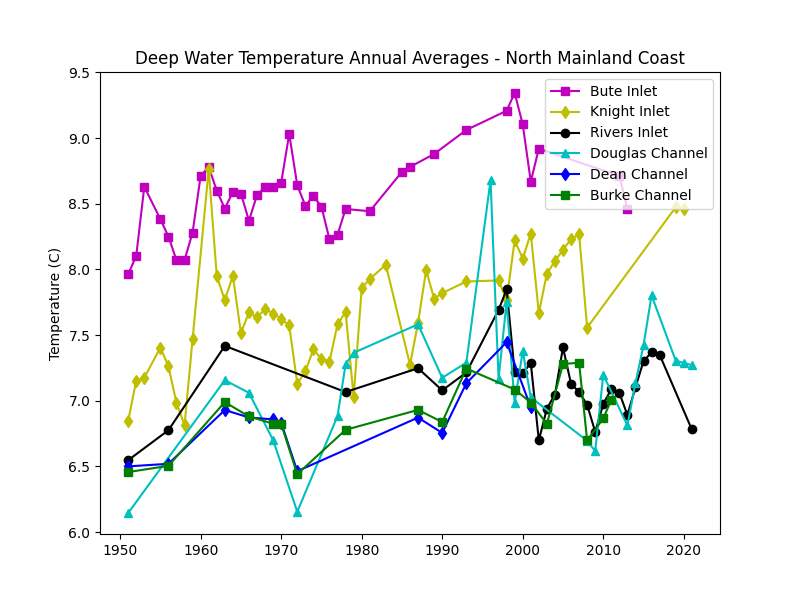 Deep Water Temperature Annual Averages - North Mainland Coast
Temperature (C)
9.5
9.0
8.5
8.0
7.5
7.0
6.5
6.0
1950 1960 1970 1980 1990 2000 2010 2020
Bute Inlet
Knight Inlet
Rivers Inlet
Douglas Channel
Dean Channel
Burke Channel